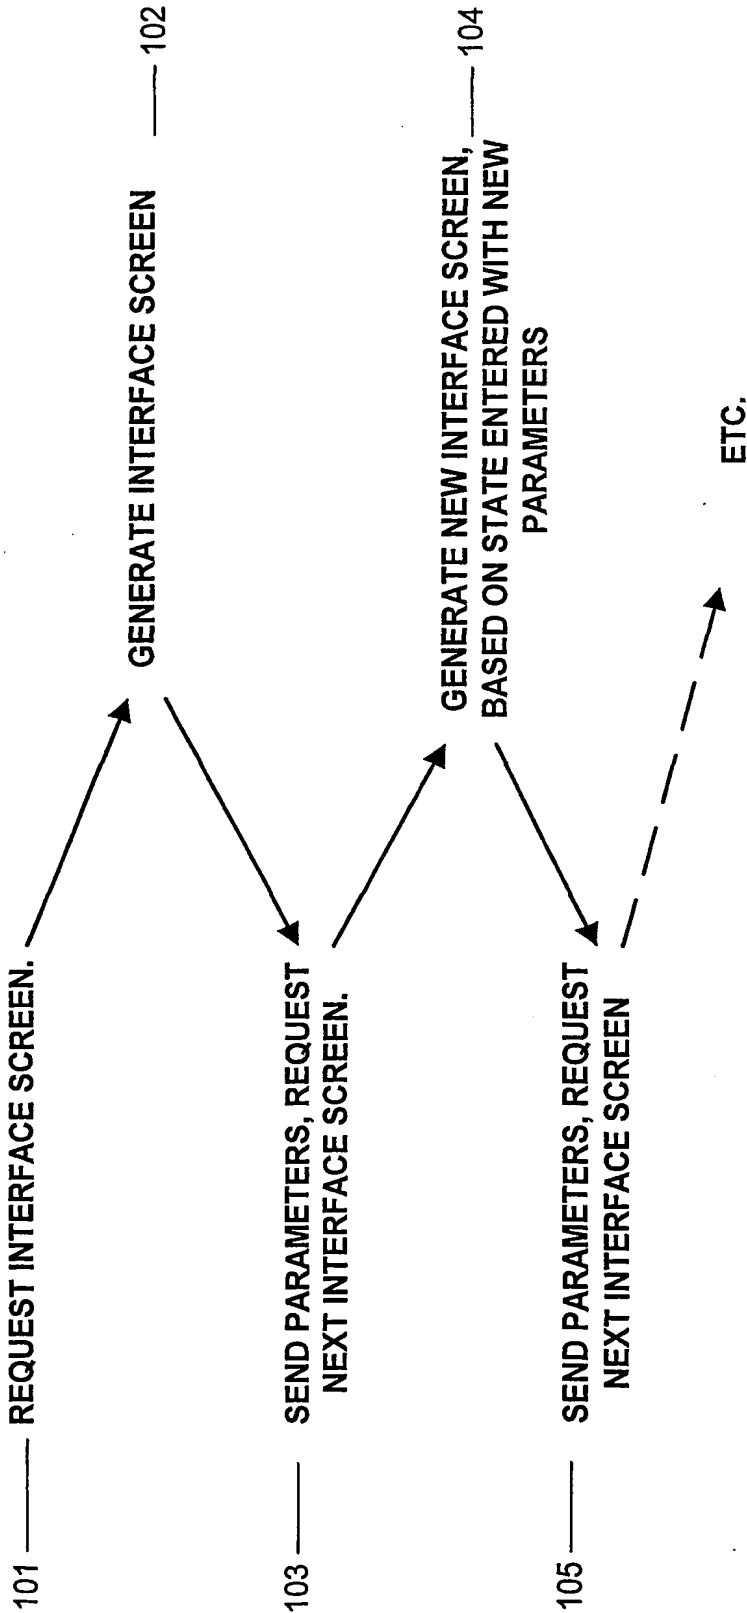 101
REQUEST INTERFACE SCREEN.
GENERATE INTERFACE SCREEN
102
103
SEND PARAMETERS, REQUEST
NEXT INTERFACE SCREEN.
GENERATE NEW INTERFACE SCREEN,
BASED ON STATE ENTERED WITH NEW
PARAMETERS
104
105
SEND PARAMETERS, REQUEST
NEXT INTERFACE SCREEN
ETC.